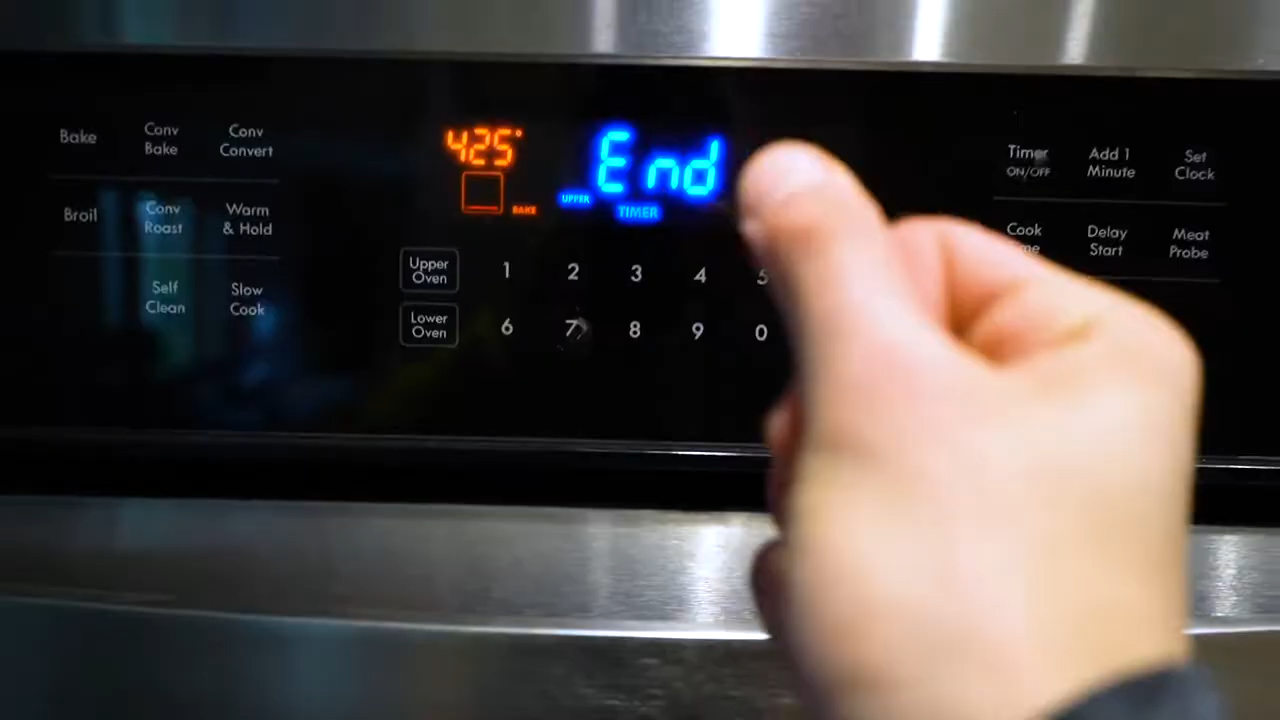 Bake
Conv
Bake
Conv
Convert
Broil
Conv
Roast
Warm
& Hold
Self
Clean
Slow
Cook
425°
BAKE
UPPER
End
TIMER
Upper
Oven
1 2 3 4 5
Lower
Oven
6 7 8 9 0
Timer
ON/OFF
Add 1
Minute
Set
Clock
Cook
Delay
Start
Meat
Probe